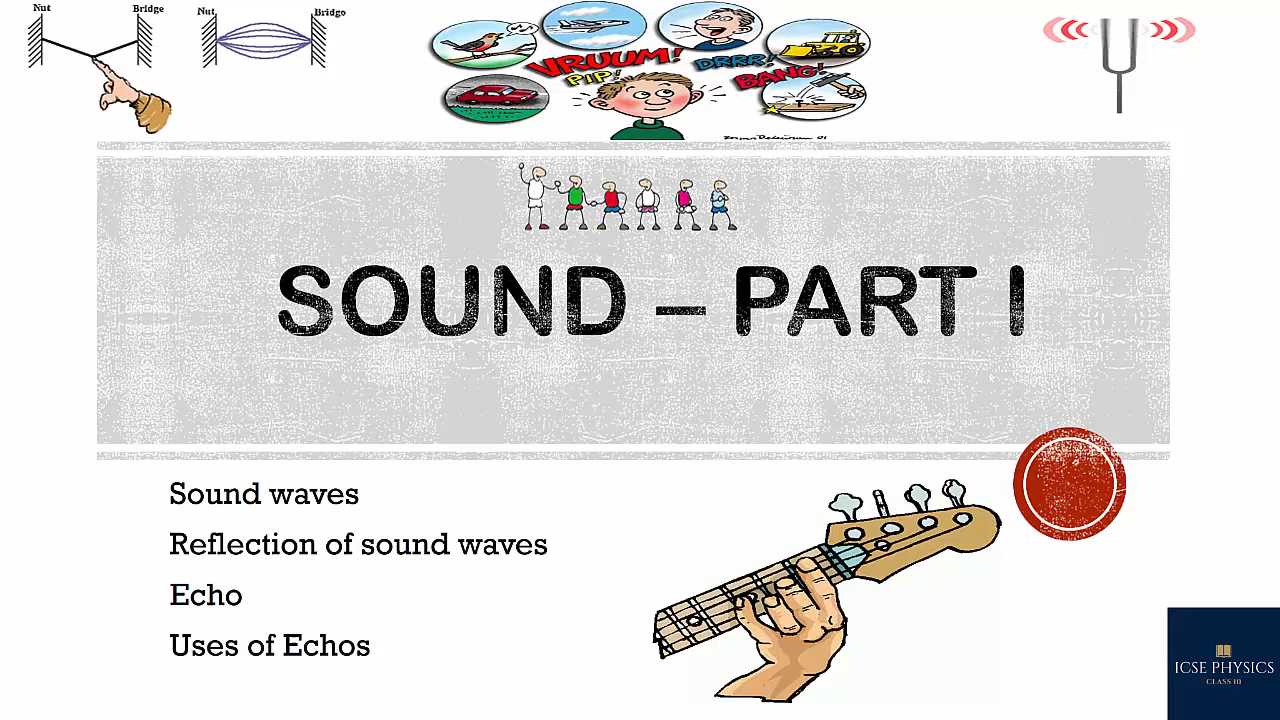 Nut Bridge
Nut Bridge
VRUUM!
PIP!
DRRR!
BANG!
SOUND – PART I
Sound waves
Reflection of sound waves
Echo
Uses of Echos
ICSE PHYSICS
CLASS 10